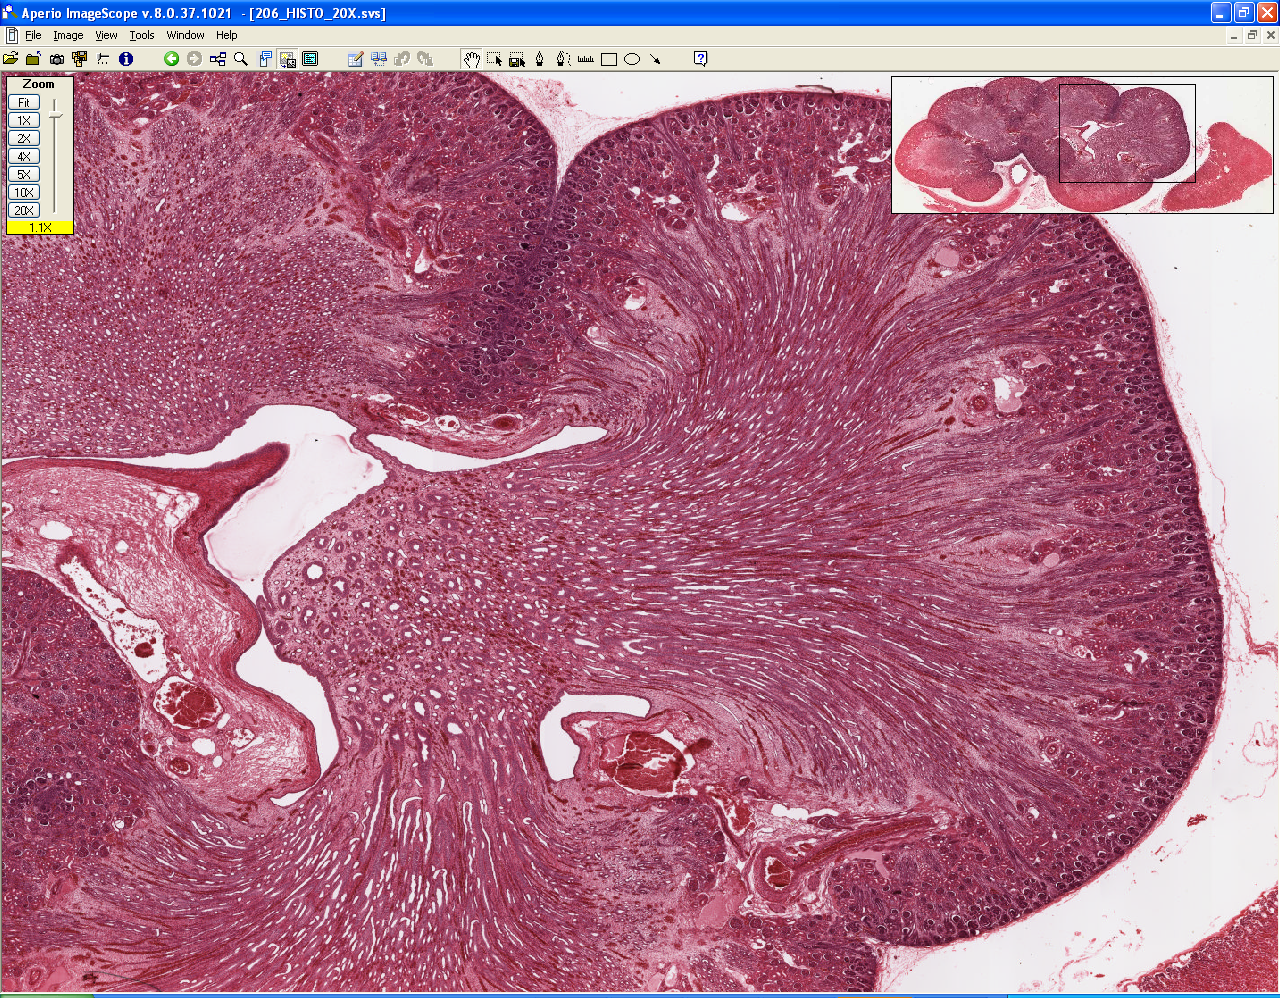 Aperio ImageScope v.8.0.37.1021 - [206_HISTO_20X.svs]
File Image View Tools Window Help
Zoom
Fit
1X
2X
4X
5X
10X
20X
1.1X